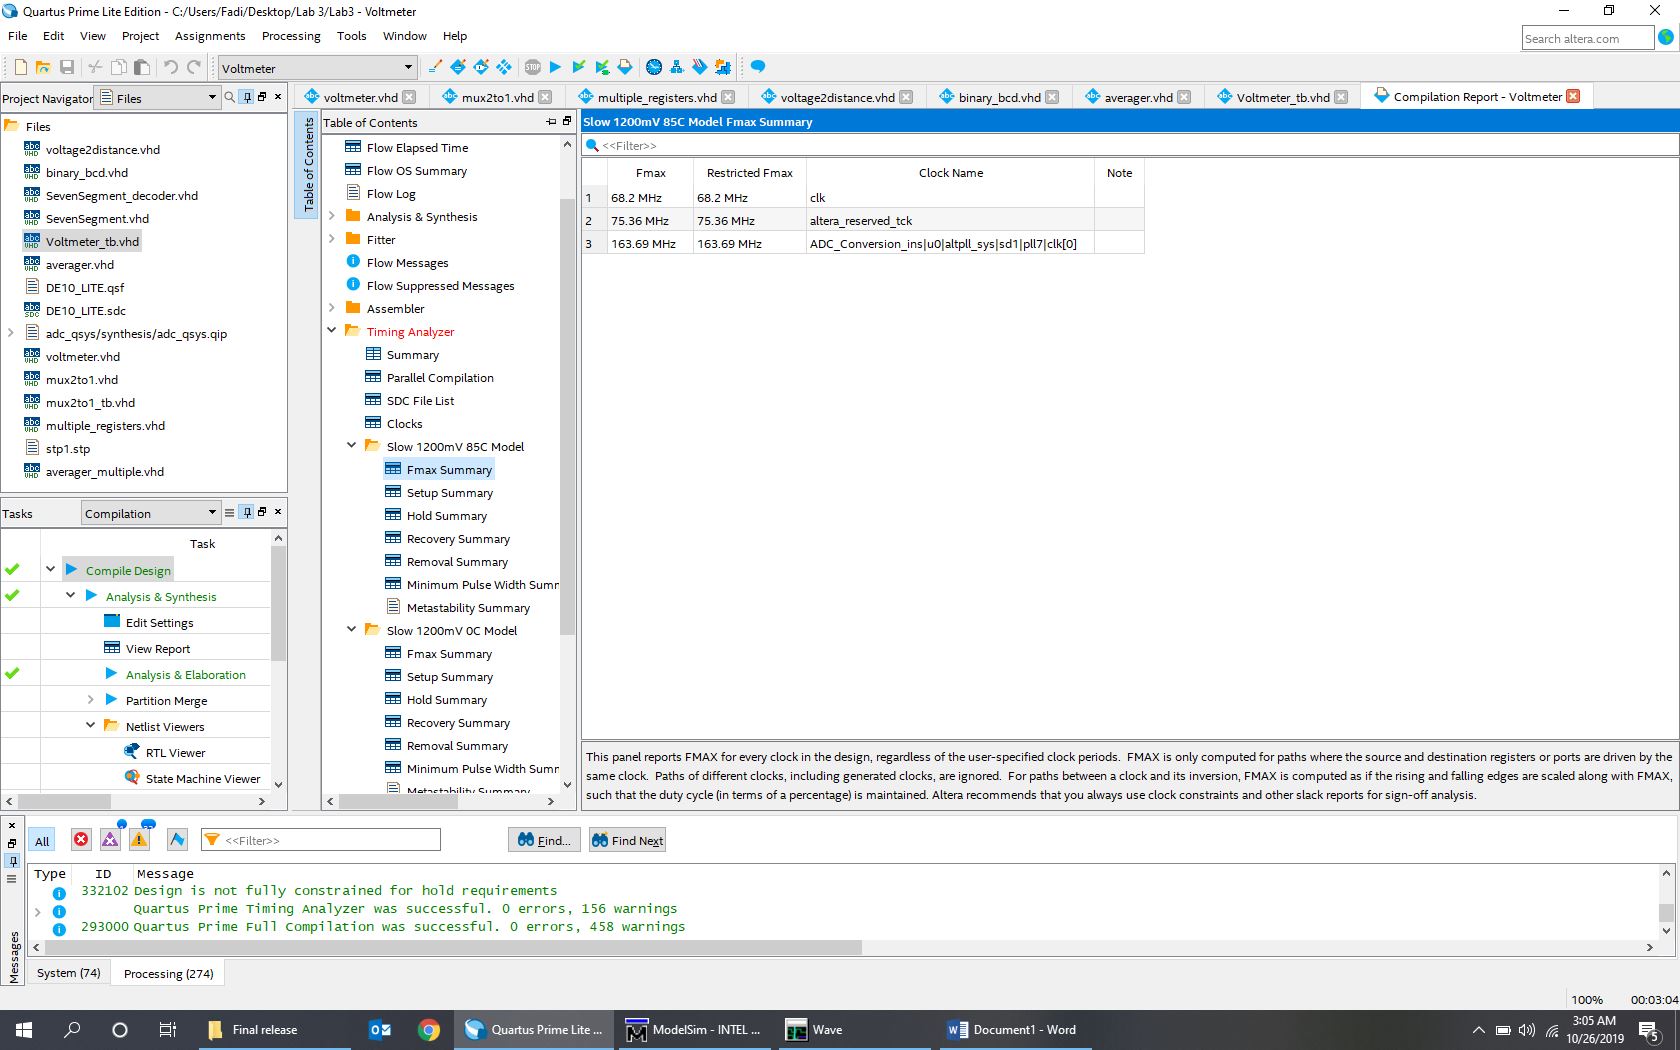 Quartus Prime Lite Edition - C:/Users/Fadi/Desktop/Lab 3/Lab3 - Voltmeter
File Edit View Project Assignments Processing Tools Window Help
Search altera.com
Voltmeter
STOP
Project Navigator Files
Files
voltage2distance.vhd
binary_bcd.vhd
SevenSegment_decoder.vhd
SevenSegment.vhd
Voltmeter_tb.vhd
averager.vhd
DE10_LITE.qsf
DE10_LITE.sdc
adc_qsys/synthesis/adc_qsys.qip
voltmeter.vhd
mux2to1.vhd
mux2to1_tb.vhd
multiple_registers.vhd
stp1.stp
averager_multiple.vhd
Tasks Compilation
Task
Compile Design
Analysis & Synthesis
Edit Settings
View Report
Analysis & Elaboration
Partition Merge
Netlist Viewers
RTL Viewer
State Machine Viewer
voltmeter.vhd mux2to1.vhd multiple_registers.vhd voltage2distance.vhd binary_bcd.vhd averager.vhd Voltmeter_tb.vhd Compilation Report - Voltmeter
Table of Contents
Table of Contents
Flow Elapsed Time
Flow OS Summary
Flow Log
Analysis & Synthesis
Fitter
Flow Messages
Flow Suppressed Messages
Assembler
Timing Analyzer
Summary
Parallel Compilation
SDC File List
Clocks
Slow 1200mV 85C Model
Fmax Summary
Setup Summary
Hold Summary
Recovery Summary
Removal Summary
Minimum Pulse Width Summ
Metastability Summary
Slow 1200mV 0C Model
Fmax Summary
Setup Summary
Hold Summary
Recovery Summary
Removal Summary
Minimum Pulse Width Summ
Metastability Summary
Slow 1200mV 85C Model Fmax Summary
<<Filter>>
Fmax Restricted Fmax Clock Name Note
1 68.2 MHz 68.2 MHz clk
2 75.36 MHz 75.36 MHz altera_reserved_tck
3 163.69 MHz 163.69 MHz ADC_Conversion_ins|u0|altpll_sys|sd1|pll7|clk[0]
This panel reports FMAX for every clock in the design, regardless of the user-specified clock periods. FMAX is only computed for paths where the source and destination registers or ports are driven by the
same clock. Paths of different clocks, including generated clocks, are ignored. For paths between a clock and its inversion, FMAX is computed as if the rising and falling edges are scaled along with FMAX,
such that the duty cycle (in terms of a percentage) is maintained. Altera recommends that you always use clock constraints and other slack reports for sign-off analysis.
All <<Filter>> Find... Find Next
Type ID Message
332102 Design is not fully constrained for hold requirements
Quartus Prime Timing Analyzer was successful. 0 errors, 156 warnings
293000 Quartus Prime Full Compilation was successful. 0 errors, 458 warnings
Messages
System (74) Processing (274)
100% 00:03:04
Final release Quartus Prime Lite ... ModelSim - INTEL ... Wave Document1 - Word
3:05 AM
10/26/2019
5